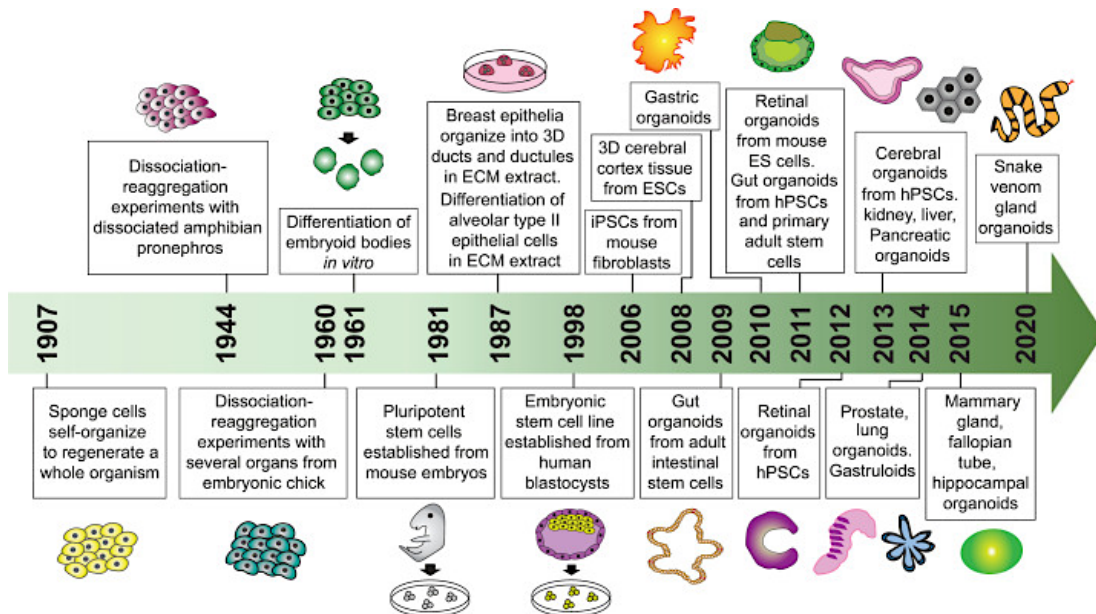 Dissociation-
reaggregation
experiments with
dissociated amphibian
pronephros
Differentiation of
embryoid bodies
in vitro
Breast epithelia
organize into 3D
ducts and ductules
in ECM extract.
Differentiation of
alveolar type II
epithelial cells
in ECM extract
iPSCs from
mouse
fibroblasts
3D cerebral
cortex tissue
from ESCs
Gastric
organoids
Retinal
organoids
from mouse
ES cells.
Gut organoids
from hPSCs
and primary
adult stem
cells
Cerebral
organoids
from hPSCs.
kidney, liver,
Pancreatic
organoids
Snake
venom
gland
organoids
1907
1944
1960
1961
1981
1987
1998
2006
2008
2009
2010
2011
2012
2013
2014
2015
2020
Sponge cells
self-organize
to regenerate a
whole organism
Dissociation-
reaggregation
experiments with
several organs from
embryonic chick
Pluripotent
stem cells
established from
mouse embryos
Embryonic
stem cell line
established from
human
blastocysts
Gut
organoids
from adult
intestinal
stem cells
Retinal
organoids
from
hPSCs
Prostate,
lung
organoids.
Gastruloids
Mammary
gland,
fallopian
tube,
hippocampal
organoids